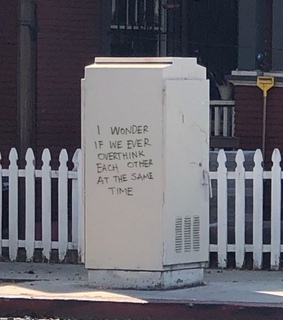 I WONDER
IF WE EVER
OVERTHINK
EACH OTHER
AT THE SAME
TIME